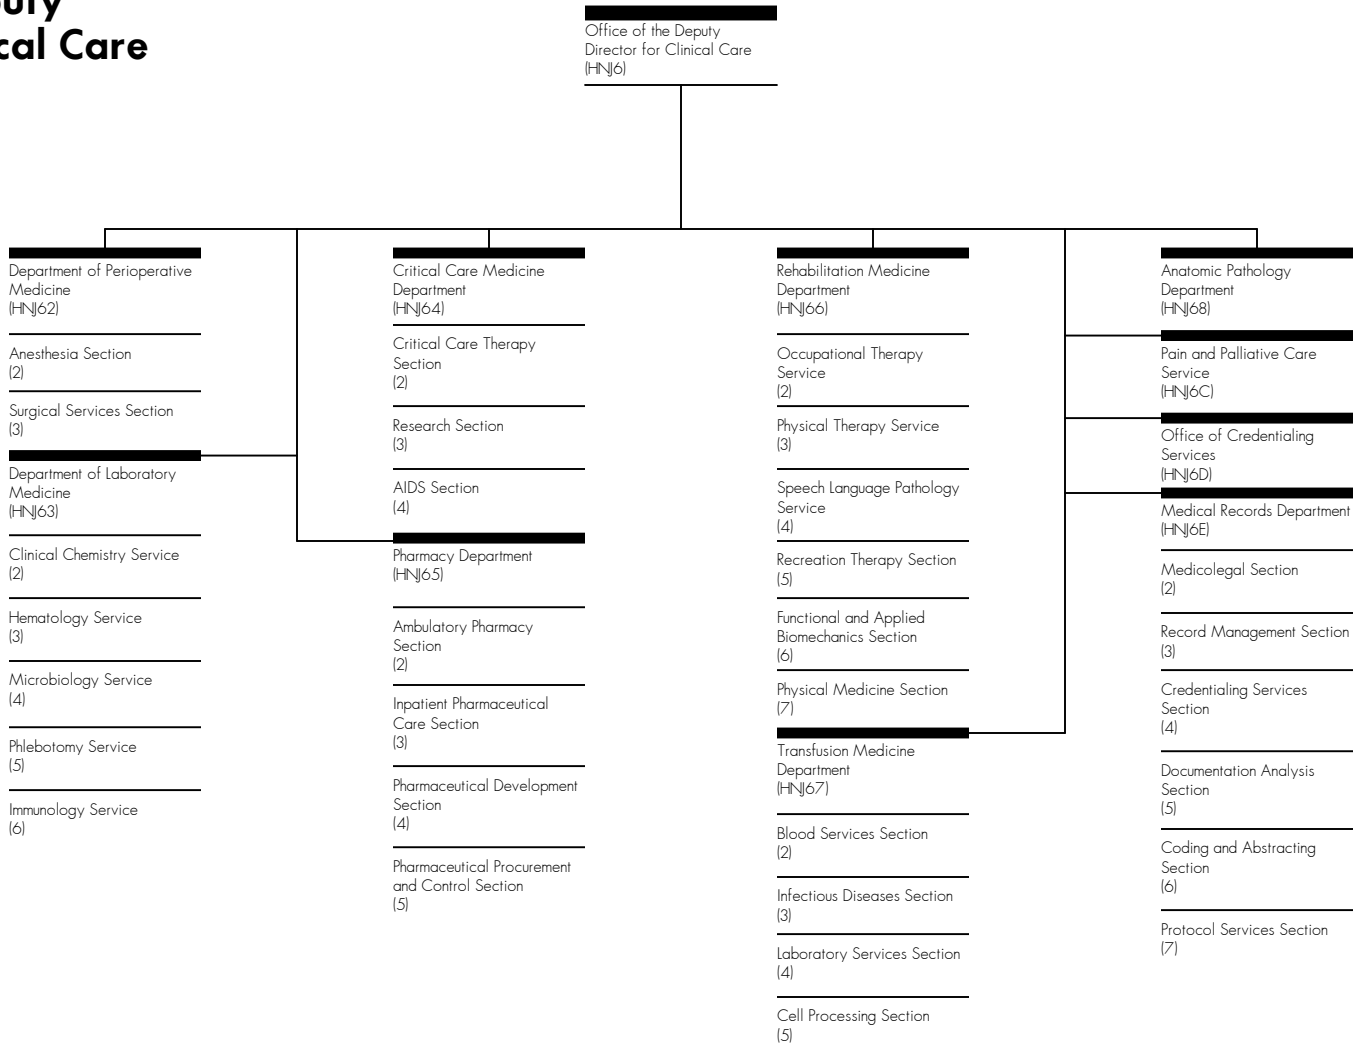 cal Care
Office of the Deputy
Director for Clinical Care
(HNJ6)
Department of Perioperative
Medicine
(HNJ62)
Anesthesia Section
(2)
Surgical Services Section
(3)
Department of Laboratory
Medicine
(HNJ63)
Clinical Chemistry Service
(2)
Hematology Service
(3)
Microbiology Service
(4)
Phlebotomy Service
(5)
Immunology Service
(6)
Critical Care Medicine
Department
(HNJ64)
Critical Care Therapy
Section
(2)
Research Section
(3)
AIDS Section
(4)
Pharmacy Department
(HNJ65)
Ambulatory Pharmacy
Section
(2)
Inpatient Pharmaceutical
Care Section
(3)
Pharmaceutical Development
Section
(4)
Pharmaceutical Procurement
and Control Section
(5)
Rehabilitation Medicine
Department
(HNJ66)
Occupational Therapy
Service
(2)
Physical Therapy Service
(3)
Speech Language Pathology
Service
(4)
Recreation Therapy Section
(5)
Functional and Applied
Biomechanics Section
(6)
Physical Medicine Section
(7)
Transfusion Medicine
Department
(HNJ67)
Blood Services Section
(2)
Infectious Diseases Section
(3)
Laboratory Services Section
(4)
Cell Processing Section
(5)
Anatomic Pathology
Department
(HNJ68)
Pain and Palliative Care
Service
(HNJ6C)
Office of Credentialing
Services
(HNJ6D)
Medical Records Department
(HNJ6E)
Medicolegal Section
(2)
Record Management Section
(3)
Credentialing Services
Section
(4)
Documentation Analysis
Section
(5)
Coding and Abstracting
Section
(6)
Protocol Services Section
(7)